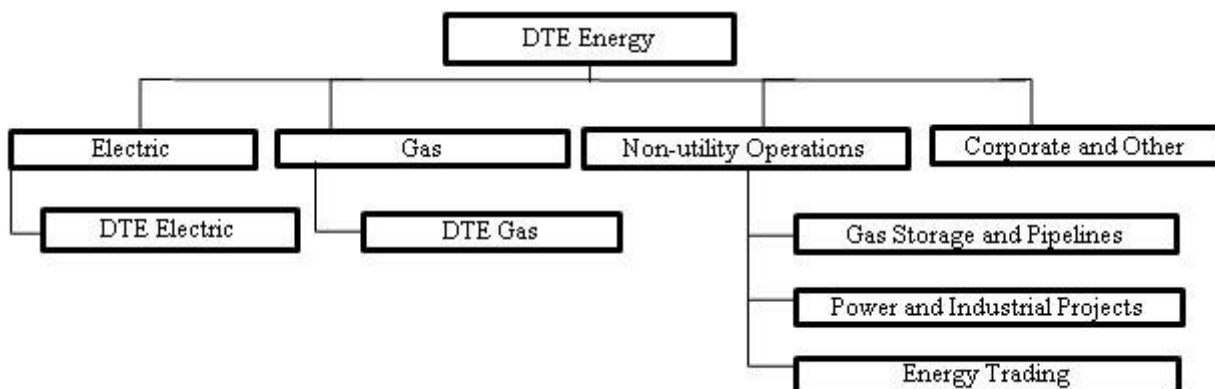 DTE Energy
Electric
Gas
Non-utility Operations
Corporate and Other
DTE Electric
DTE Gas
Gas Storage and Pipelines
Power and Industrial Projects
Energy Trading